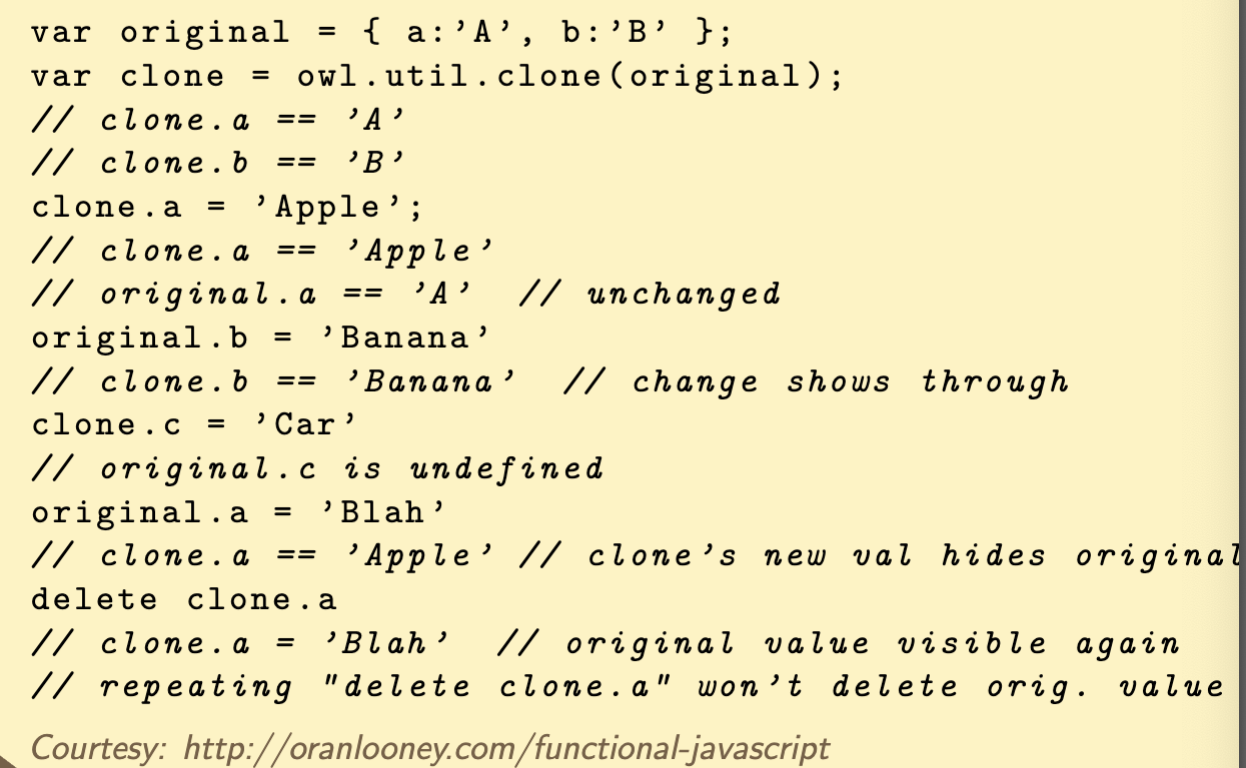 var original = { a:’A’, b:’B’ };
var clone = owl.util.clone(original);
// clone.a == ’A’
// clone.b == ’B’
clone.a = ’Apple’;
// clone.a == ’Apple’
// original.a == ’A’ // unchanged
original.b = ’Banana’
// clone.b == ’Banana’ // change shows through
clone.c = ’Car’
// original.c is undefined
original.a = ’Blah’
// clone.a == ’Apple’ // clone’s new val hides original
delete clone.a
// clone.a = ’Blah’ // original value visible again
// repeating "delete clone.a" won’t delete orig. value
Courtesy: http://oranlooney.com/functional-javascript